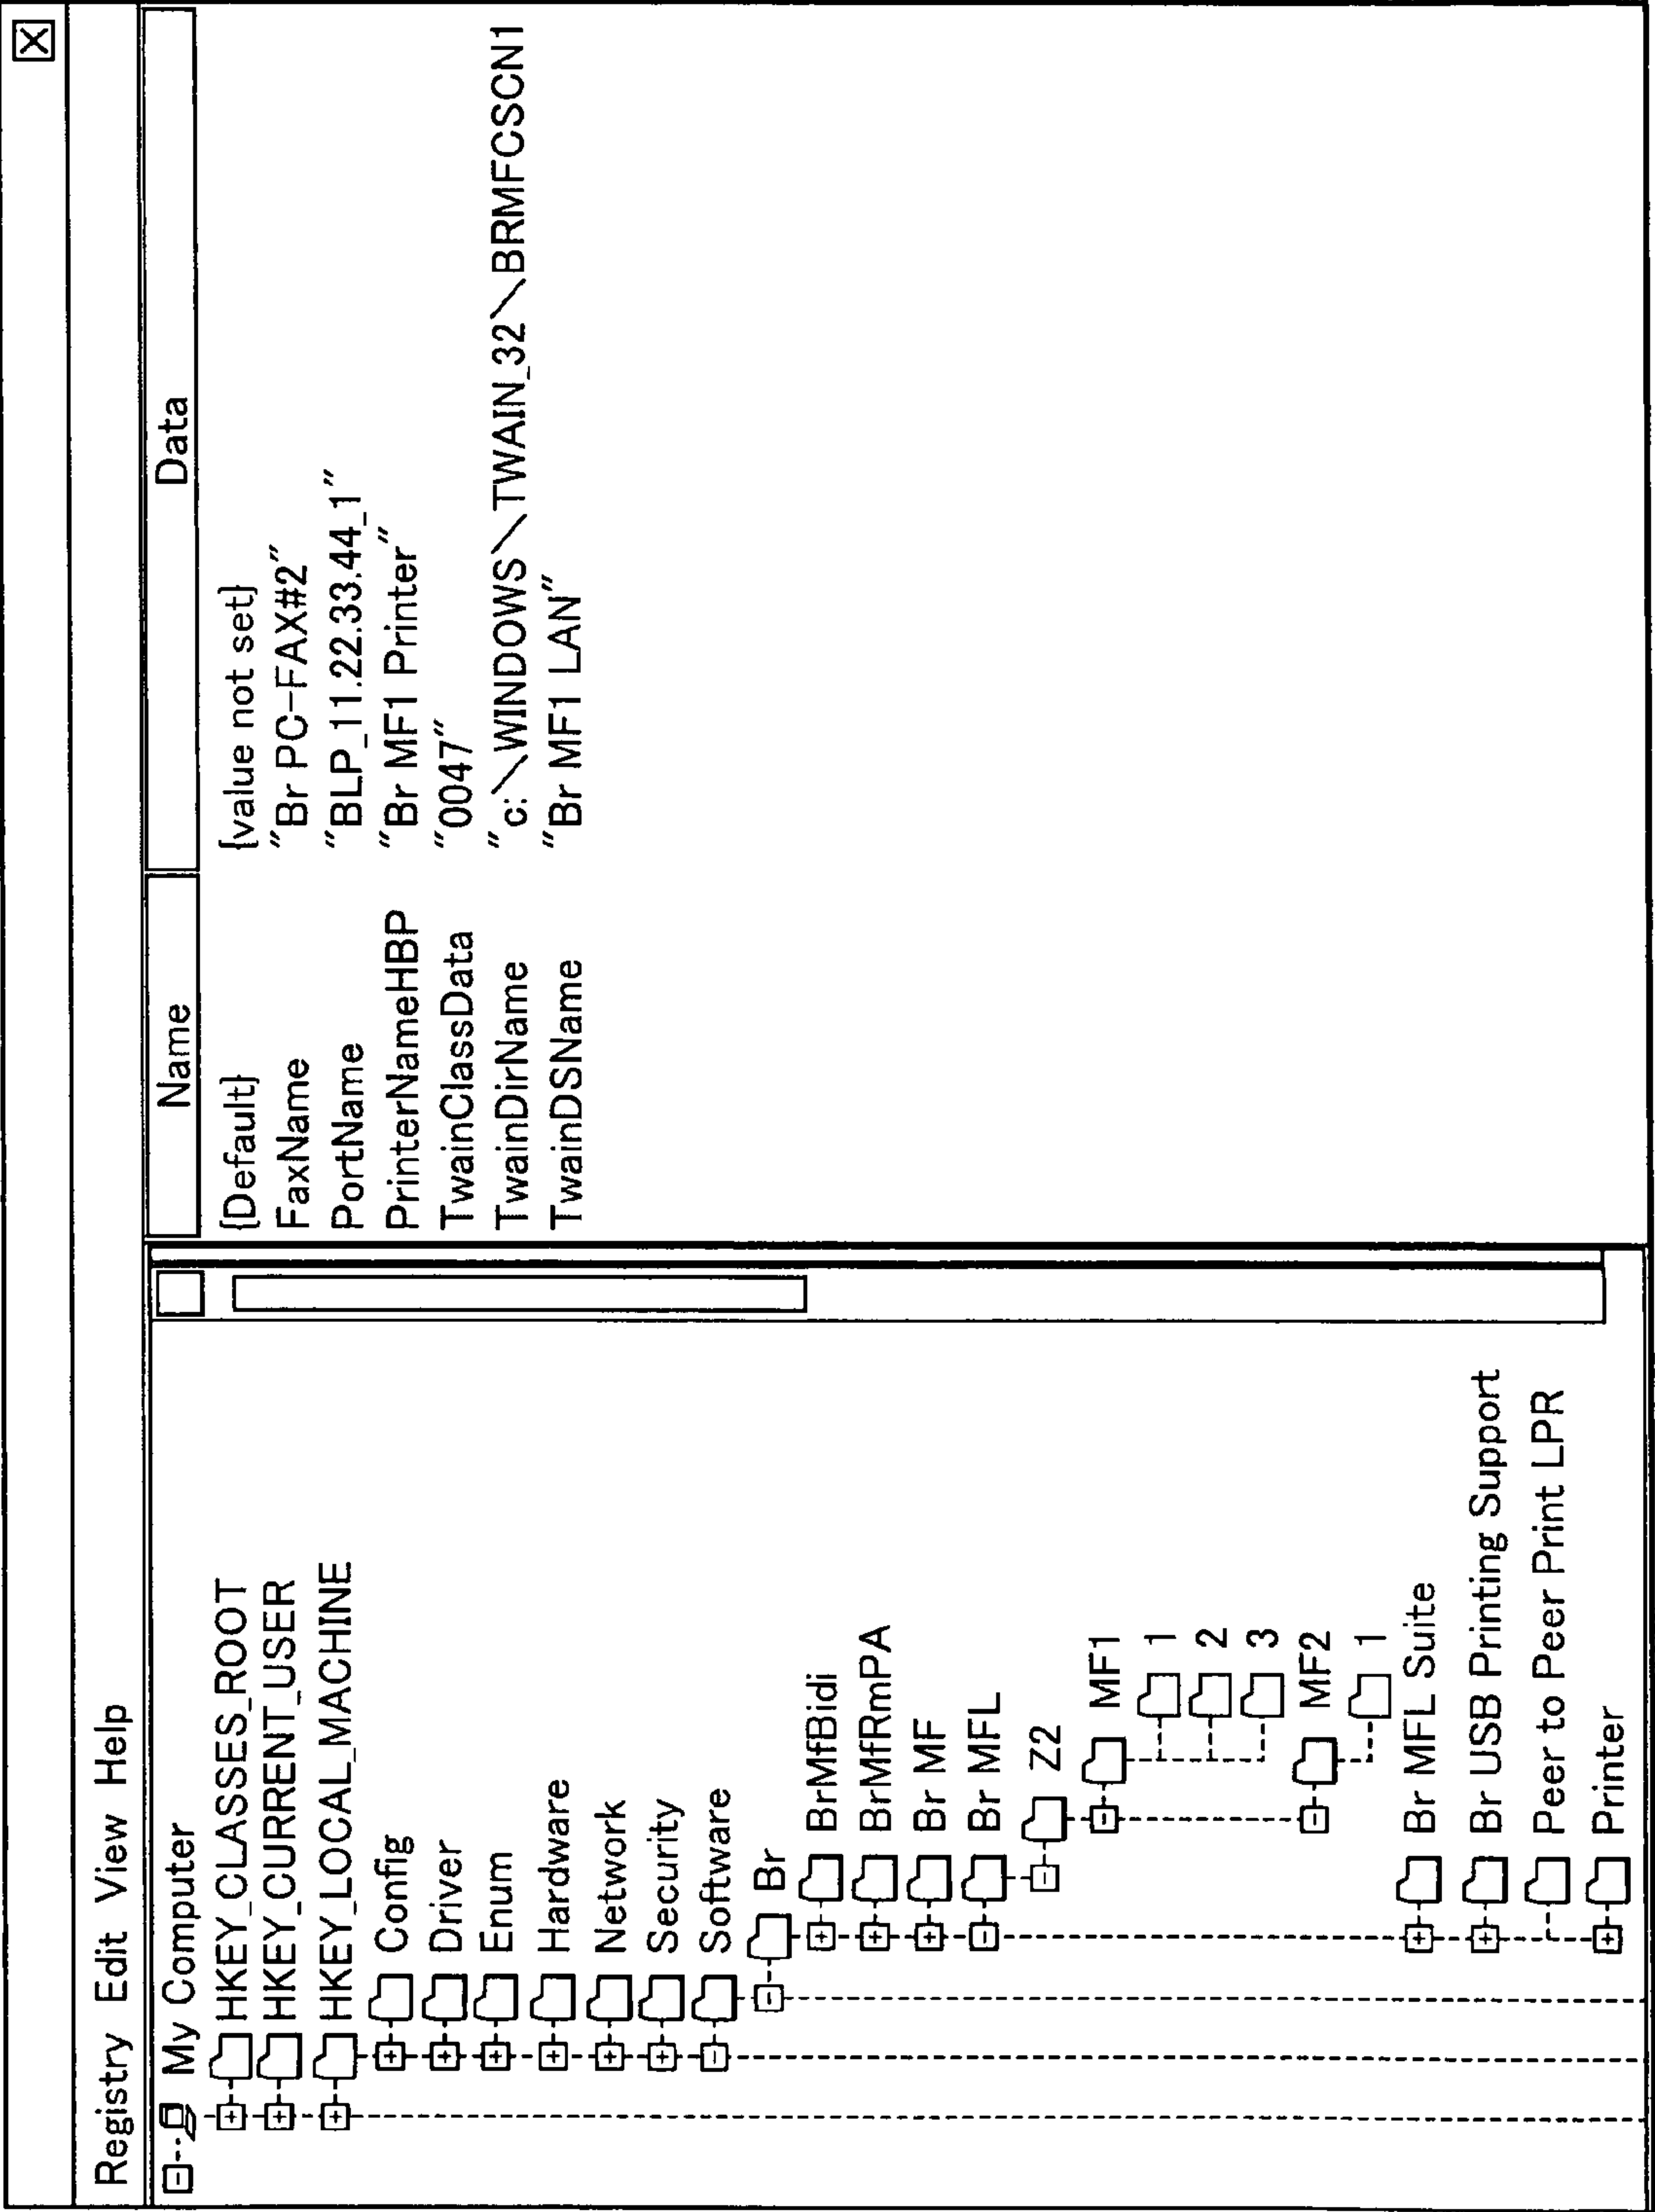 Registry Edit View Help
My Computer
HKEY_CLASSES_ROOT
HKEY_CURRENT_USER
HKEY_LOCAL_MACHINE
Config
Driver
Enum
Hardware
Network
Security
Software
Br
BrMfBidi
BrMfRmPA
Br MF
Br MFL
Z2
MF1
1
2
3
MF2
1
Br MFL Suite
Br USB Printing Support
Peer to Peer Print LPR
Printer
Name Data
{Default} {value not set}
FaxName "Br PC-FAX#2"
PortName "BLP_11.22.33.44_1"
PrinterNameHBP "Br MF1 Printer"
TwainClassData "0047"
TwainDirName "c:\WINDOWS\TWAIN_32\BRMFCSCN1
TwainDSName "Br MF1 LAN"